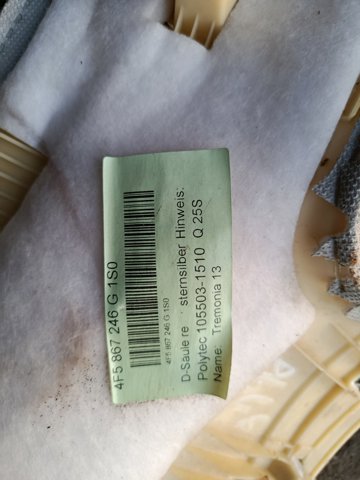 4F5 867 246 G 1S0
4F5 867 246 G 1S0
D-Säule re sternsilber Hinweis:
Polytec 105503-1510 Q 25S
Name Tremonia 13